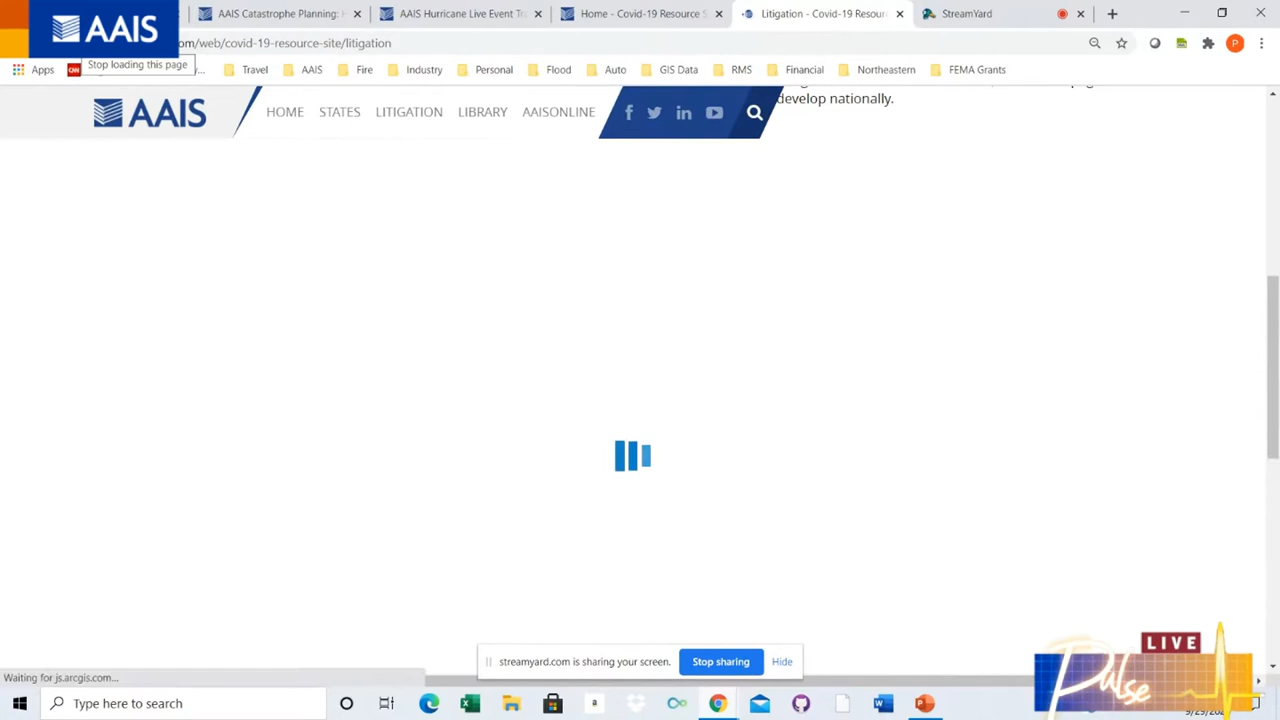 AAIS Catastrophe Planning: H
AAIS Hurricane Live Event Tra
Home - Covid-19 Resource S
Litigation - Covid-19 Resour
StreamYard
AAIS
om/web/covid-19-resource-site/litigation
P
Stop loading this page
Apps
CNN
Travel
AAIS
Fire
Industry
Personal
Flood
Auto
GIS Data
RMS
Financial
Northeastern
FEMA Grants
develop nationally.
AAIS
HOME
STATES
LITIGATION
LIBRARY
AAISONLINE
LIVE
Pulse
streamyard.com is sharing your screen.
Stop sharing
Hide
Waiting for js.arcgis.com...
Type here to search